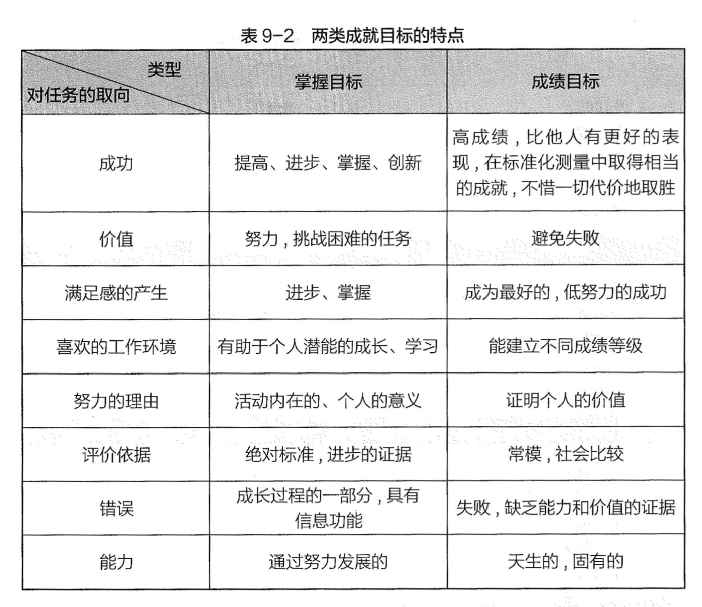 表 9-2 两类成就目标的特点
类型
对任务的取向
掌握目标
成绩目标
成功
提高、进步、掌握、创新
高成绩,比他人有更好的表
现,在标准化测量中取得相当
的成就,不惜一切代价地取胜
价值
努力,挑战困难的任务
避免失败
满足感的产生
进步、掌握
成为最好的,低努力的成功
喜欢的工作环境
有助于个人潜能的成长、学习
能建立不同成绩等级
努力的理由
活动内在的、个人的意义
证明个人的价值
评价依据
绝对标准,进步的证据
常模,社会比较
错误
成长过程的一部分,具有
信息功能
失败,缺乏能力和价值的证据
能力
通过努力发展的
天生的,固有的